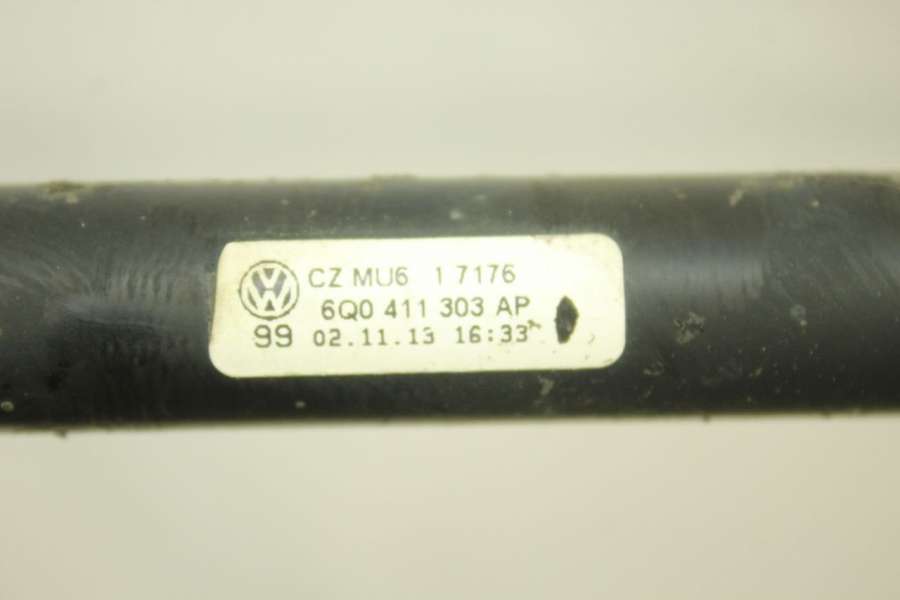 CZ MU6 1 7176
6Q0 411 303 AP
99 02.11.13 16:33